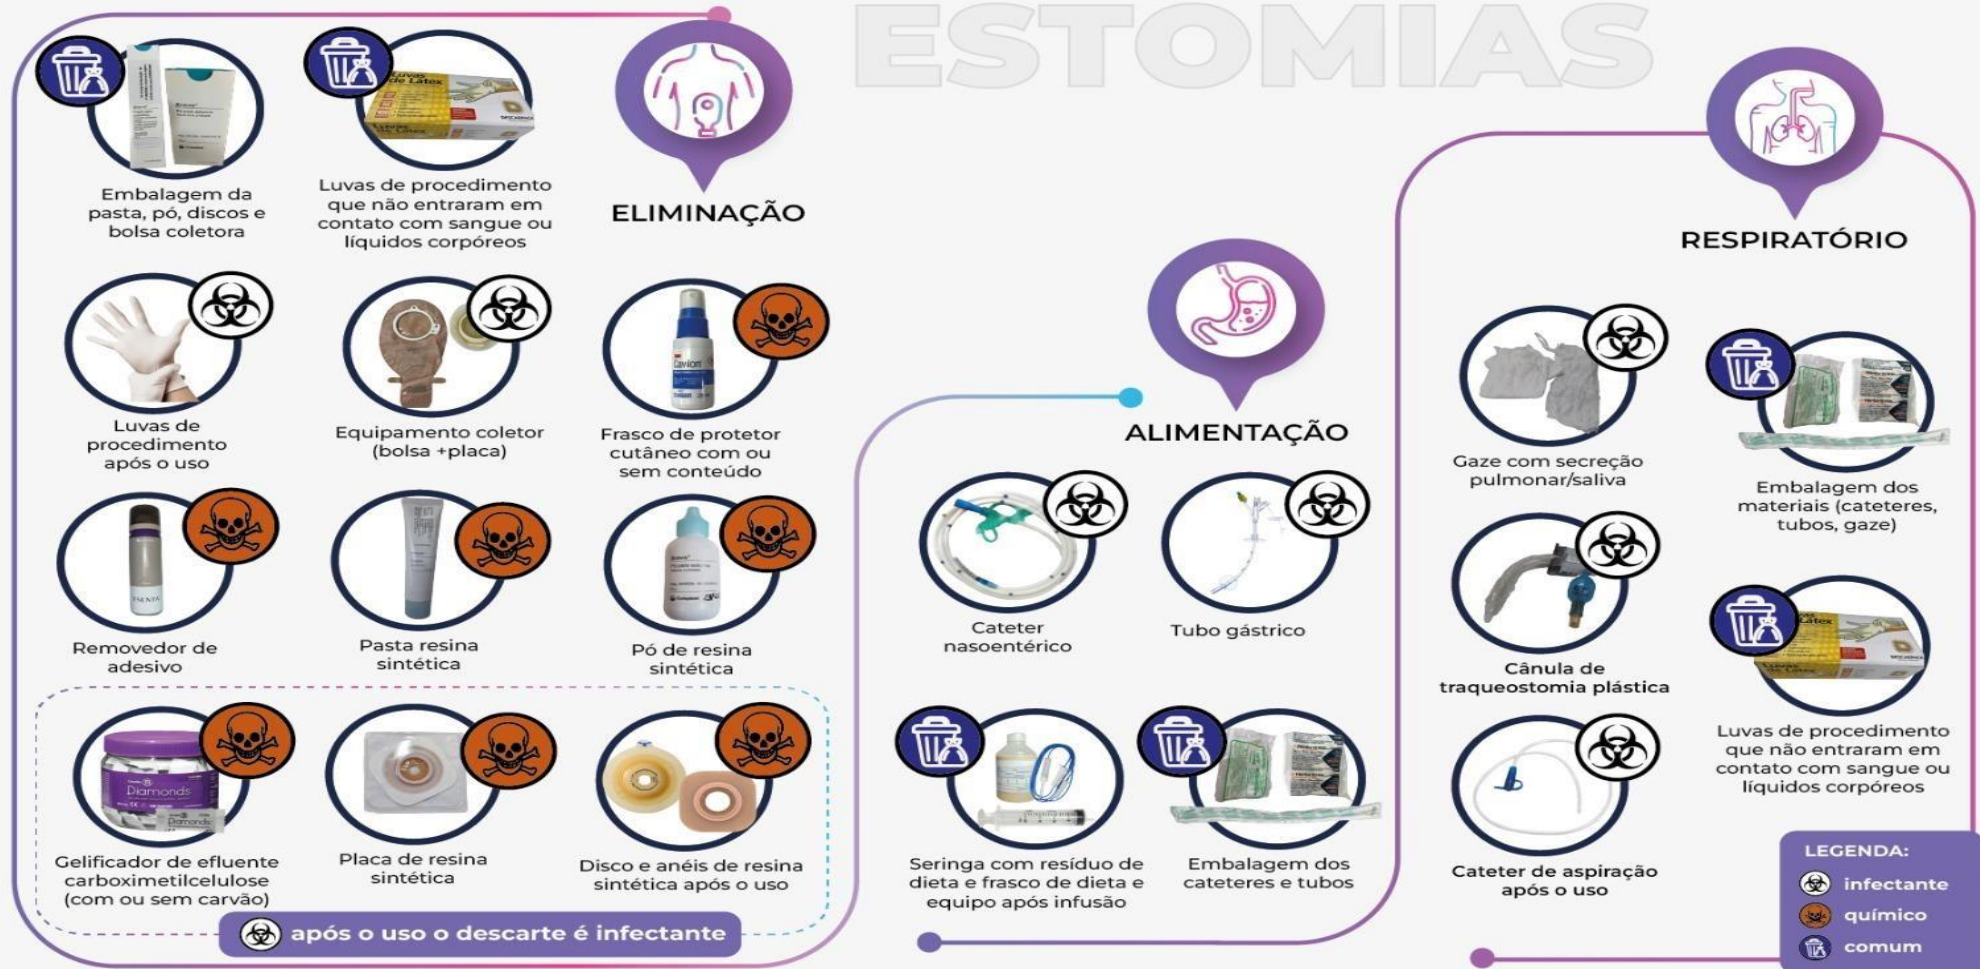 ESTOMIAS
ELIMINAÇÃO
Embalagem da
pasta, pó, discos e
bolsa coletora
Luvas de Látex
Luvas de procedimento
que não entraram em
contato com sangue ou
líquidos corpóreos
Luvas de
procedimento
após o uso
Equipamento coletor
(bolsa +placa)
Cavilon
Frasco de protetor
cutâneo com ou
sem conteúdo
Removedor de
adesivo
Pasta resina
sintética
Pó de resina
sintética
Diamonds
Diamonds
Gelificador de efluente
carboximetilcelulose
(com ou sem carvão)
Placa de resina
sintética
Disco e anéis de resina
sintética após o uso
após o uso o descarte é infectante
ALIMENTAÇÃO
Cateter
nasoentérico
Tubo gástrico
Seringa com resíduo de
dieta e frasco de dieta e
equipo após infusão
Embalagem dos
cateteres e tubos
RESPIRATÓRIO
Gaze com secreção
pulmonar/saliva
Embalagem dos
materiais (cateteres,
tubos, gaze)
Cânula de
traqueostomia plástica
Luvas de procedimento
que não entraram em
contato com sangue ou
líquidos corpóreos
Cateter de aspiração
após o uso
LEGENDA:
infectante
químico
comum